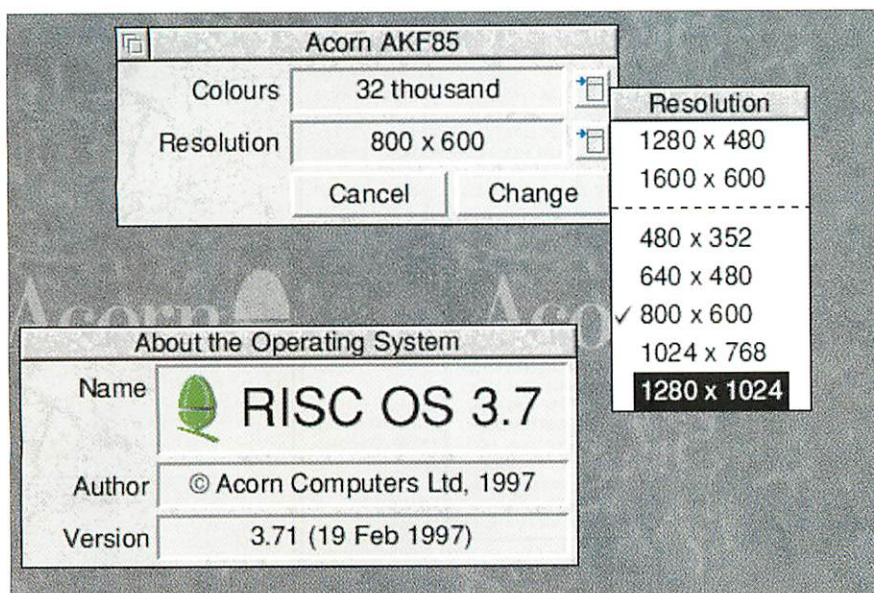 Acorn AKF85
Colours 32 thousand
Resolution 800 x 600
Cancel Change
Resolution
1280 x 480
1600 x 600
480 x 352
640 x 480
✓ 800 x 600
1024 x 768
1280 x 1024
Acorn Aco
About the Operating System
Name RISC OS 3.7
Author © Acorn Computers Ltd, 1997
Version 3.71 (19 Feb 1997)